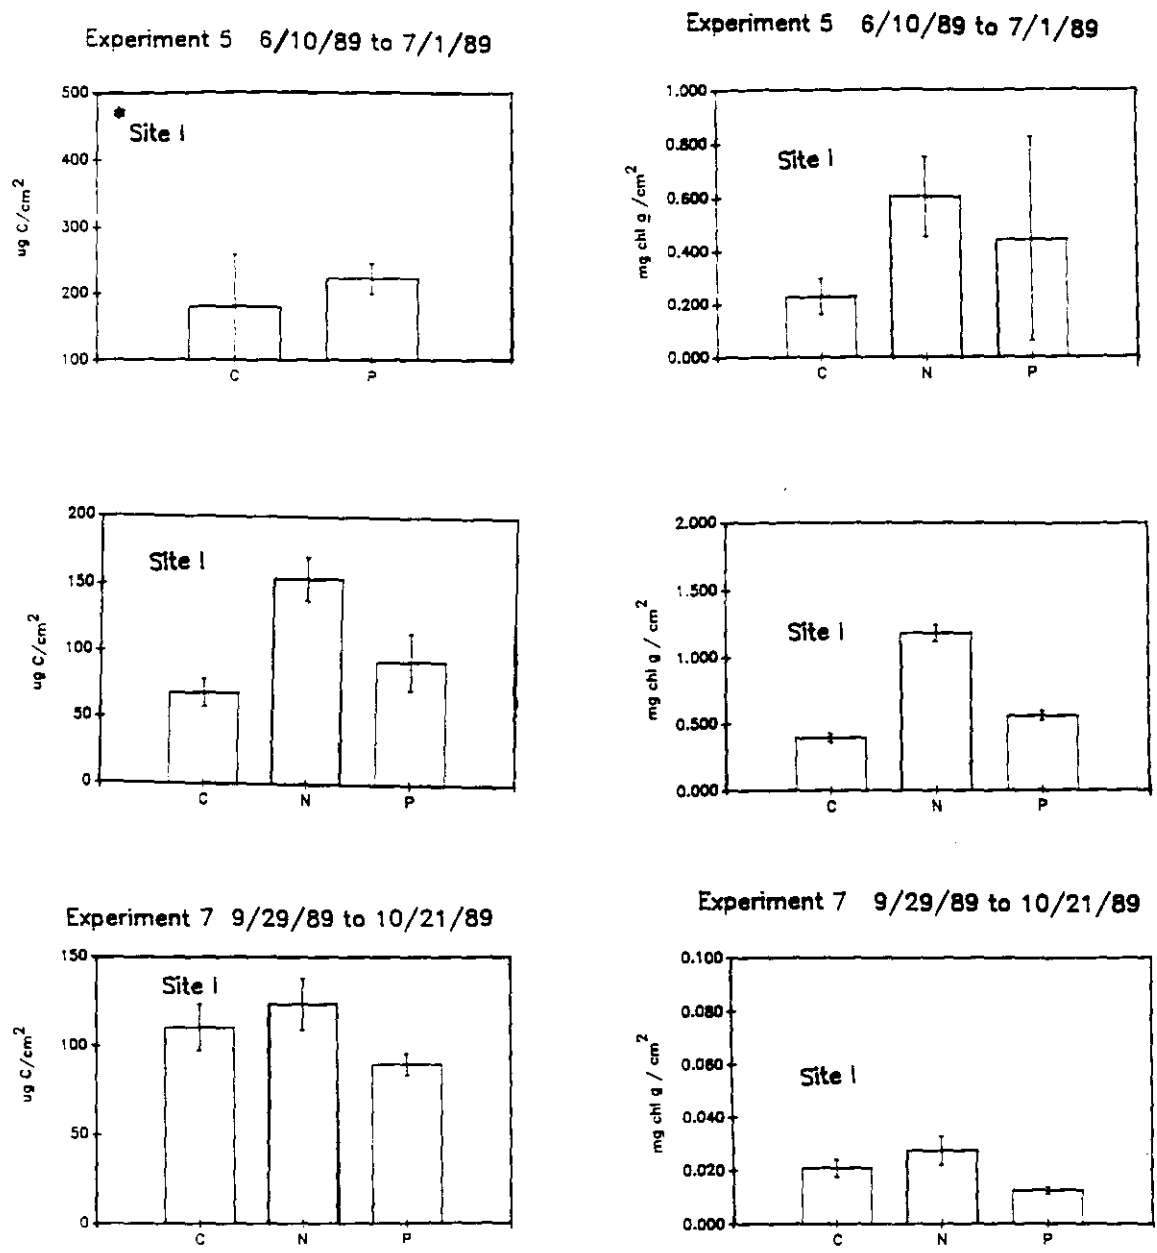 Experiment 5 6/10/89 to 7/1/89
500
400
300
200
100
ug C/cm2
* Site I
C P
Experiment 5 6/10/89 to 7/1/89
1.000
0.800
0.600
0.400
0.200
0.000
mg chl a /cm2
Site I
C N P
200
150
100
50
0
ug C/cm2
Site I
C N P
2.000
1.500
1.000
0.500
0.000
mg chl g / cm2
Site I
C N P
Experiment 7 9/29/89 to 10/21/89
150
100
50
0
ug C/cm2
Site I
C N P
Experiment 7 9/29/89 to 10/21/89
0.100
0.080
0.060
0.040
0.020
0.000
mg chl g / cm2
Site I
C N P